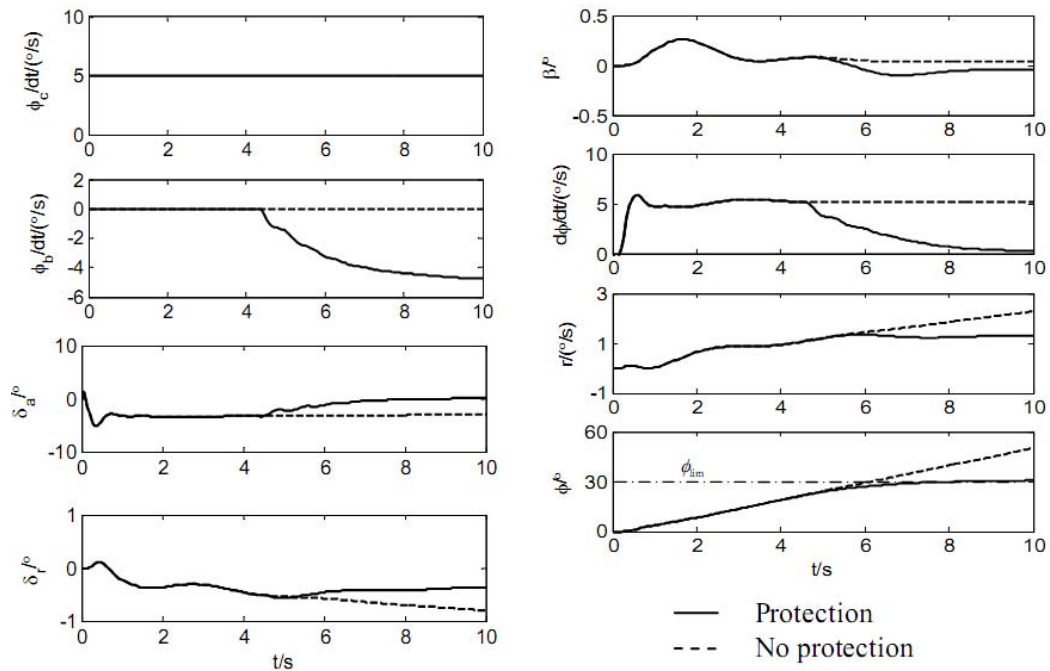 ϕc/dt/(°/s)
10
5
0
0 2 4 6 8 10
ϕb/dt/(°/s)
2
0
-2
-4
-6
0 2 4 6 8 10
δa/°
10
0
-10
0 2 4 6 8 10
δr/°
1
0
-1
0 2 4 6 8 10
t/s
β/°
0.5
0
-0.5
0 2 4 6 8 10
dϕ/dt/(°/s)
10
5
0
0 2 4 6 8 10
r/(°/s)
3
1
-1
0 2 4 6 8 10
ϕ/°
60
30
0
ϕlim
0 2 4 6 8 10
t/s
Protection
No protection